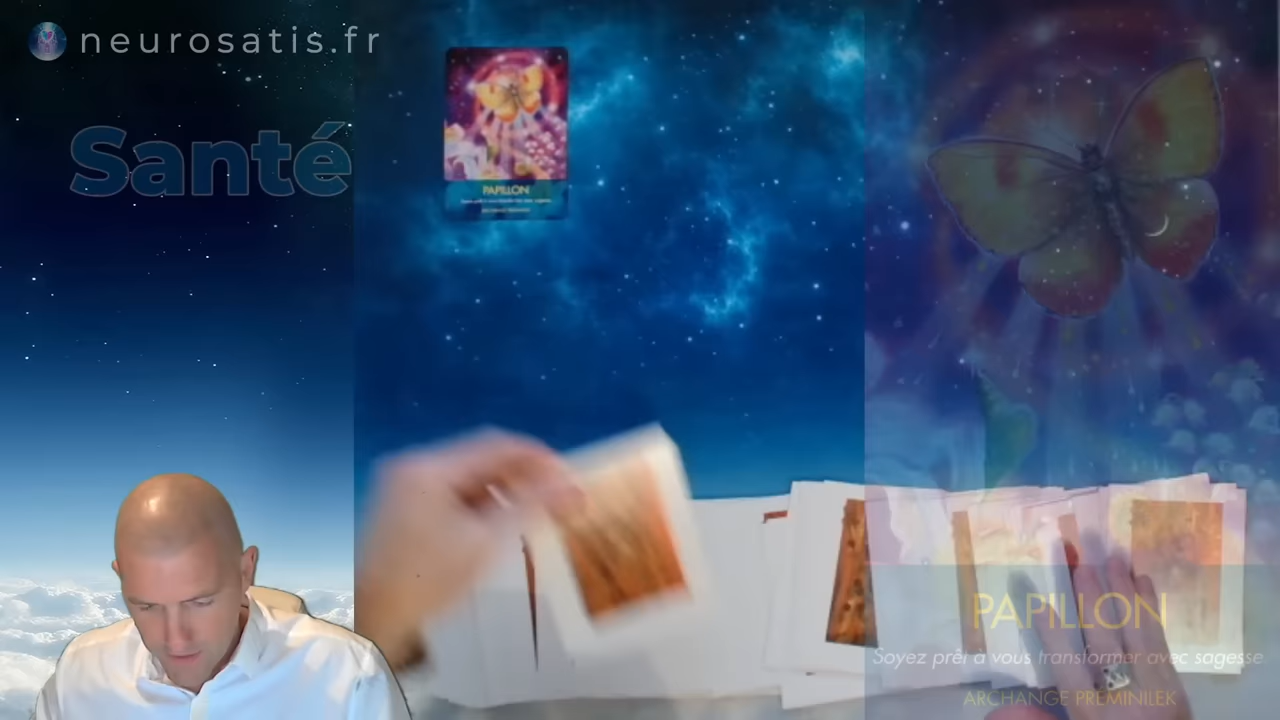 neurosatis.fr
Santé
PAPILLON
PAPILLON
Soyez prêt à vous transformer avec sagesse
ARCHANGE PREMINILEK